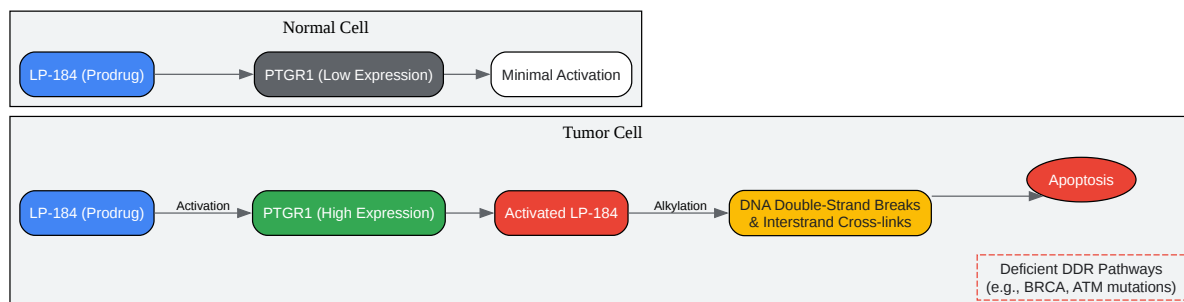 Normal Cell
LP-184 (Prodrug)
PTGR1 (Low Expression)
Minimal Activation
Tumor Cell
LP-184 (Prodrug)
Activation
PTGR1 (High Expression)
Activated LP-184
Alkylation
DNA Double-Strand Breaks
& Interstrand Cross-links
Apoptosis
Deficient DDR Pathways
(e.g., BRCA, ATM mutations)